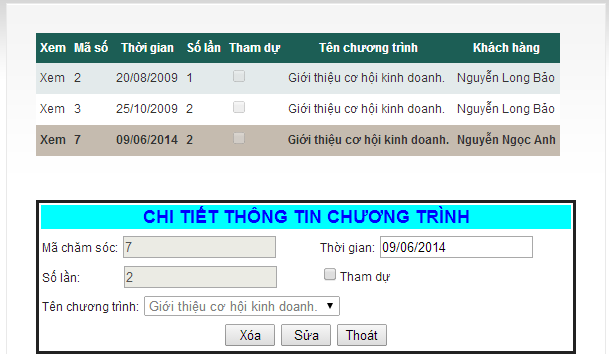 Xem Mã số Thời gian Số lần Tham dự Tên chương trình Khách hàng
Xem 2 20/08/2009 1 Giới thiệu cơ hội kinh doanh. Nguyễn Long Bảo
Xem 3 25/10/2009 2 Giới thiệu cơ hội kinh doanh. Nguyễn Long Bảo
Xem 7 09/06/2014 2 Giới thiệu cơ hội kinh doanh. Nguyễn Ngọc Anh
CHI TIẾT THÔNG TIN CHƯƠNG TRÌNH
Mã chăm sóc: 7 Thời gian: 09/06/2014
Số lần: 2 Tham dự
Tên chương trình: Giới thiệu cơ hội kinh doanh.
Xóa Sửa Thoát